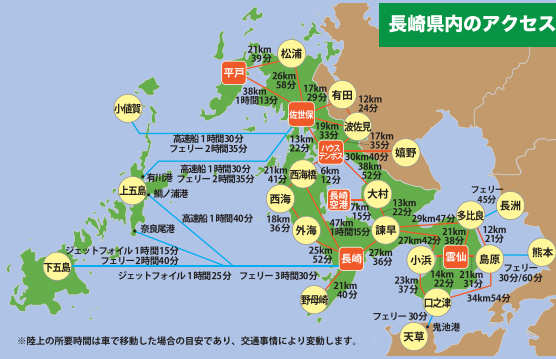 長崎県内のアクセス
21km
39分
松浦
平戸
26km
58分
38km
1時間13分
17km
29分
有田
12km
24分
小値賀
佐世保
19km
33分
波佐見
高速船1時間30分
フェリー2時間35分
13km
22分
ハウス
テンボス
17km
35分
嬉野
30km40分
38km
52分
高速船1時間30分
フェリー2時間35分
有川港
上五島
鯛ノ浦港
21km
41分
西海橋
6km
12分
長崎
空港
大村
7km
15分
13km
22分
フェリー
45分
長洲
西海
18km
36分
外海
高速船1時間40分
奈良尾港
47km
1時間15分
諫早
29km47分
多比良
12km
21分
27km42分
21km
38分
ジェットフォイル1時間15分
フェリー2時間40分
下五島
ジェットフォイル1時間25分
フェリー3時間30分
25km
52分
長崎
27km
36分
小浜
雲仙
島原
熊本
フェリー
30分/60分
14km
22分
21km
31分
23km
37分
口之津
34km54分
野母崎
21km
40分
フェリー30分
鬼池港
天草
※陸上の所要時間は車で移動した場合の目安であり、交通事情により変動します。